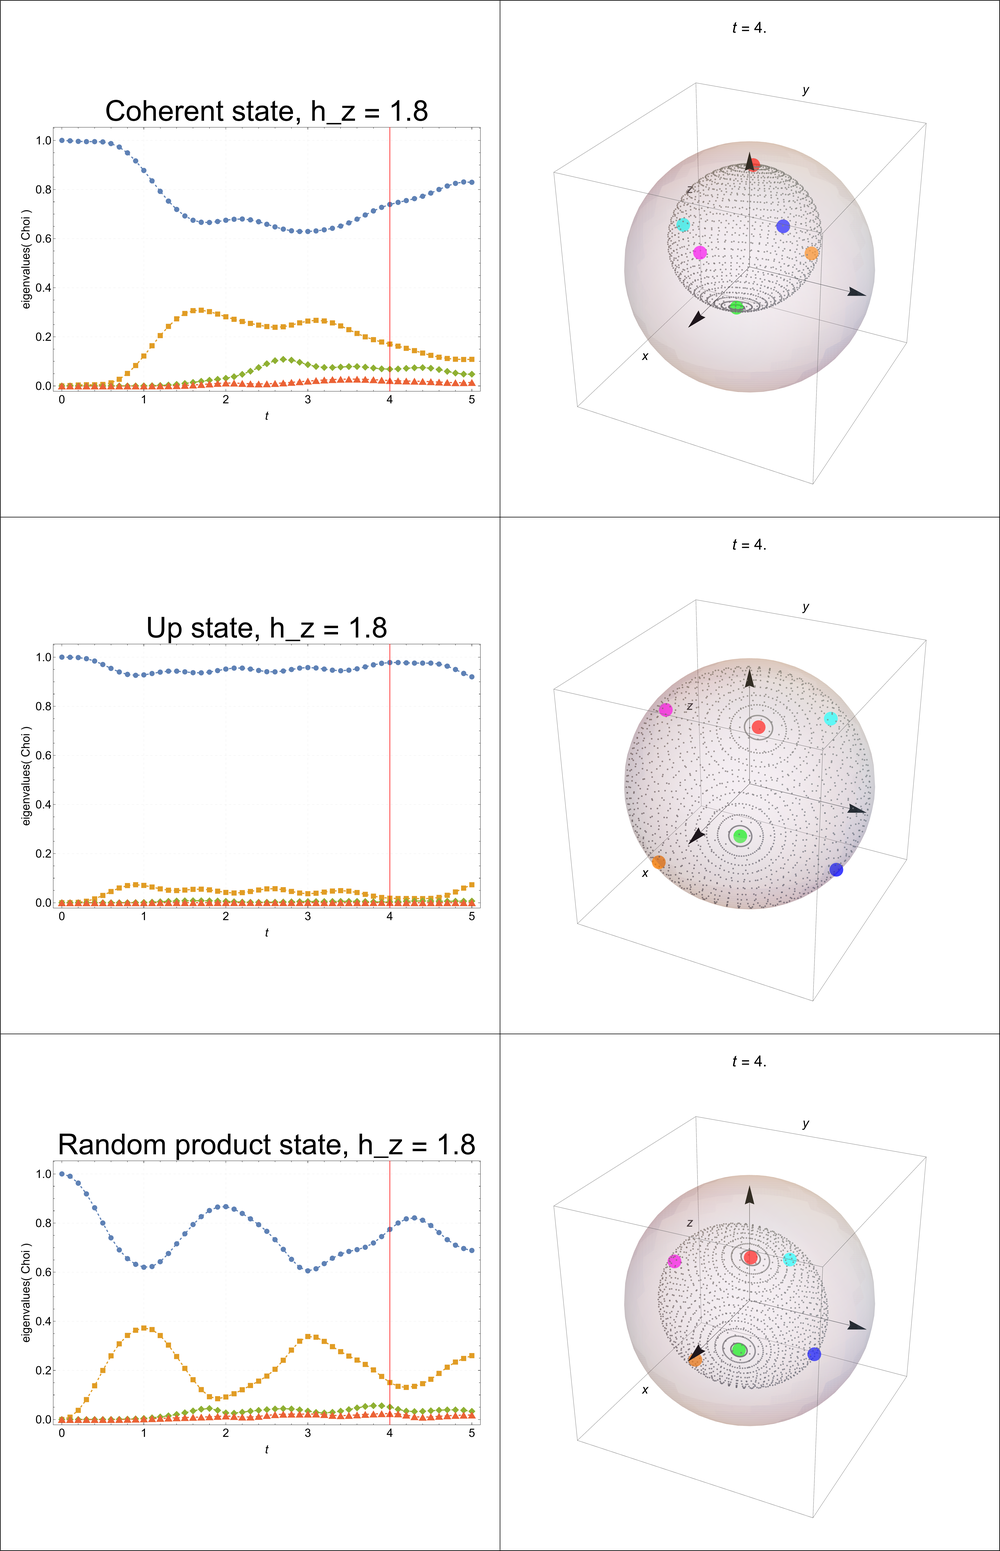 Coherent state, h_z = 1.8
eigenvalues( Choi )
1.0
0.8
0.6
0.4
0.2
0.0
0 1 2 3 4 5
t
t = 4.
y
z
x
Up state, h_z = 1.8
eigenvalues( Choi )
1.0
0.8
0.6
0.4
0.2
0.0
0 1 2 3 4 5
t
t = 4.
y
z
x
Random product state, h_z = 1.8
eigenvalues( Choi )
1.0
0.8
0.6
0.4
0.2
0.0
0 1 2 3 4 5
t
t = 4.
y
z
x